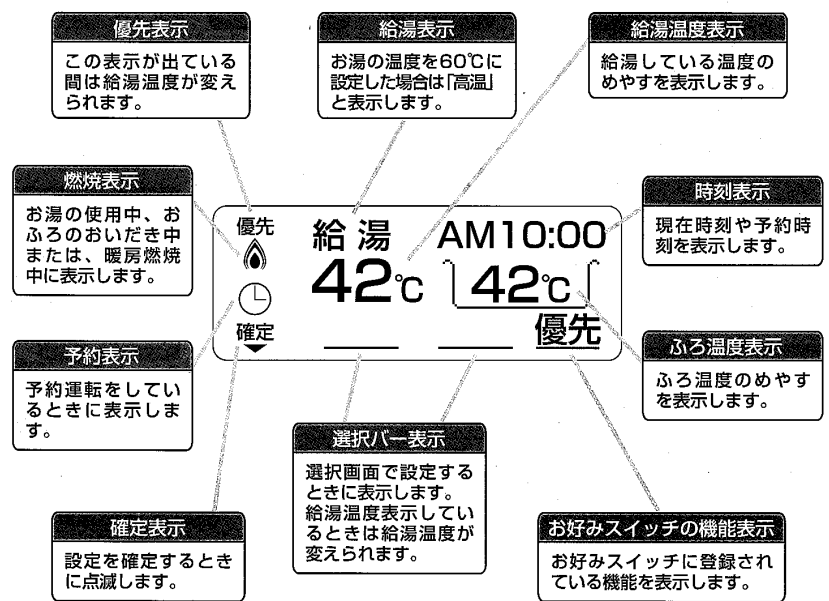 優先表示
この表示が出ている
間は給湯温度が変え
られます。
給湯表示
お湯の温度を60℃に
設定した場合は「高温」
と表示します。
給湯温度表示
給湯している温度の
めやすを表示します。
燃焼表示
お湯の使用中、お
ふろのおいだき中
または、暖房燃焼
中に表示します。
時刻表示
現在時刻や予約時
刻を表示します。
優先
給湯
AM10:00
42℃
42℃
確定
優先
予約表示
予約運転をしてい
るときに表示しま
す。
ふろ温度表示
ふろ温度のめやす
を表示します。
選択バー表示
選択画面で設定する
ときに表示します。
給湯温度表示してい
るときは給湯温度が
変えられます。
確定表示
設定を確定するとき
に点滅します。
お好みスイッチの機能表示
お好みスイッチに登録され
ている機能を表示します。